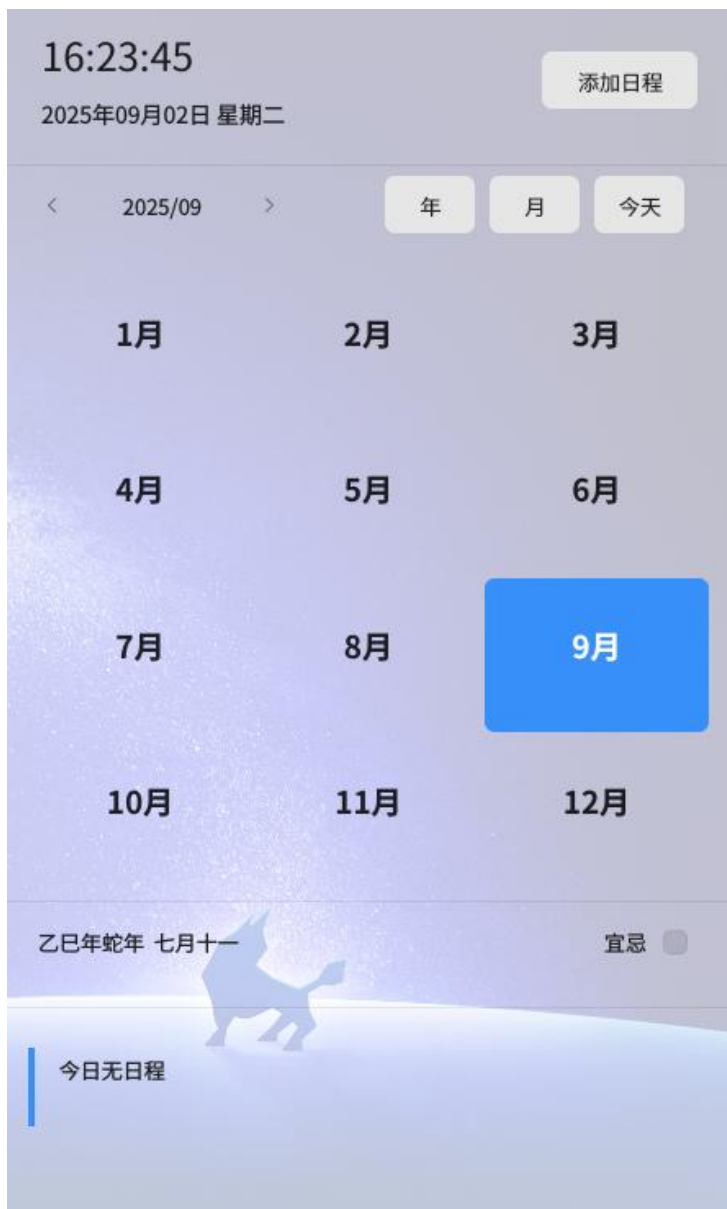 16:23:45
添加日程
2025年09月02日 星期二
2025/09 年 月 今天
1月 2月 3月
4月 5月 6月
7月 8月 9月
10月 11月 12月
乙巳年蛇年 七月十一 宜忌
今日无日程